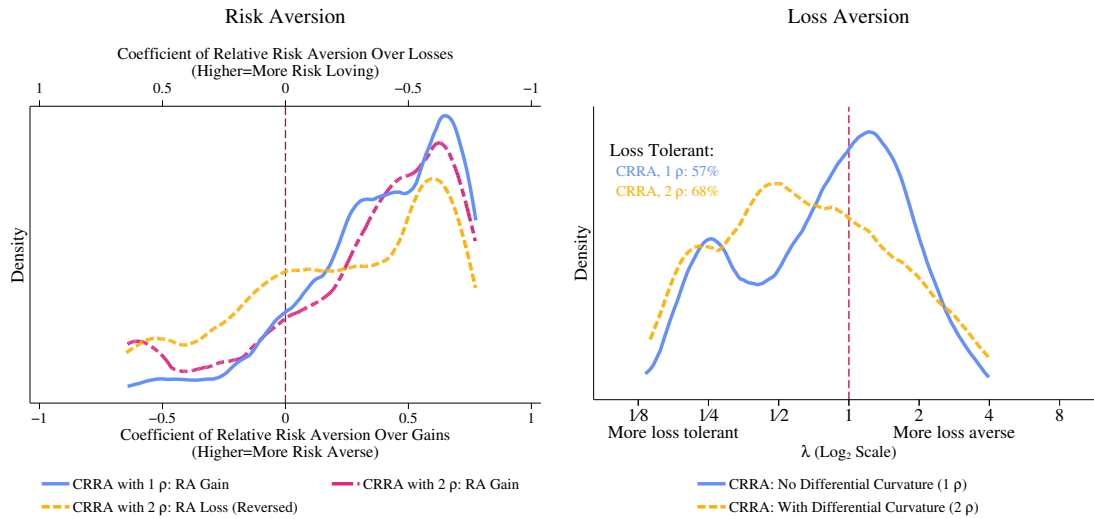 Risk Aversion
Coefficient of Relative Risk Aversion Over Losses
(Higher=More Risk Loving)
1 0.5 0 −0.5 −1
Density
−1 −0.5 0 0.5 1
Coefficient of Relative Risk Aversion Over Gains
(Higher=More Risk Averse)
CRRA with 1 ρ: RA Gain
CRRA with 2 ρ: RA Gain
CRRA with 2 ρ: RA Loss (Reversed)
Loss Aversion
Loss Tolerant:
CRRA, 1 ρ: 57%
CRRA, 2 ρ: 68%
Density
1/8 1/4 1/2 1 2 4 8
More loss tolerant More loss averse
λ (Log₂ Scale)
CRRA: No Differential Curvature (1 ρ)
CRRA: With Differential Curvature (2 ρ)